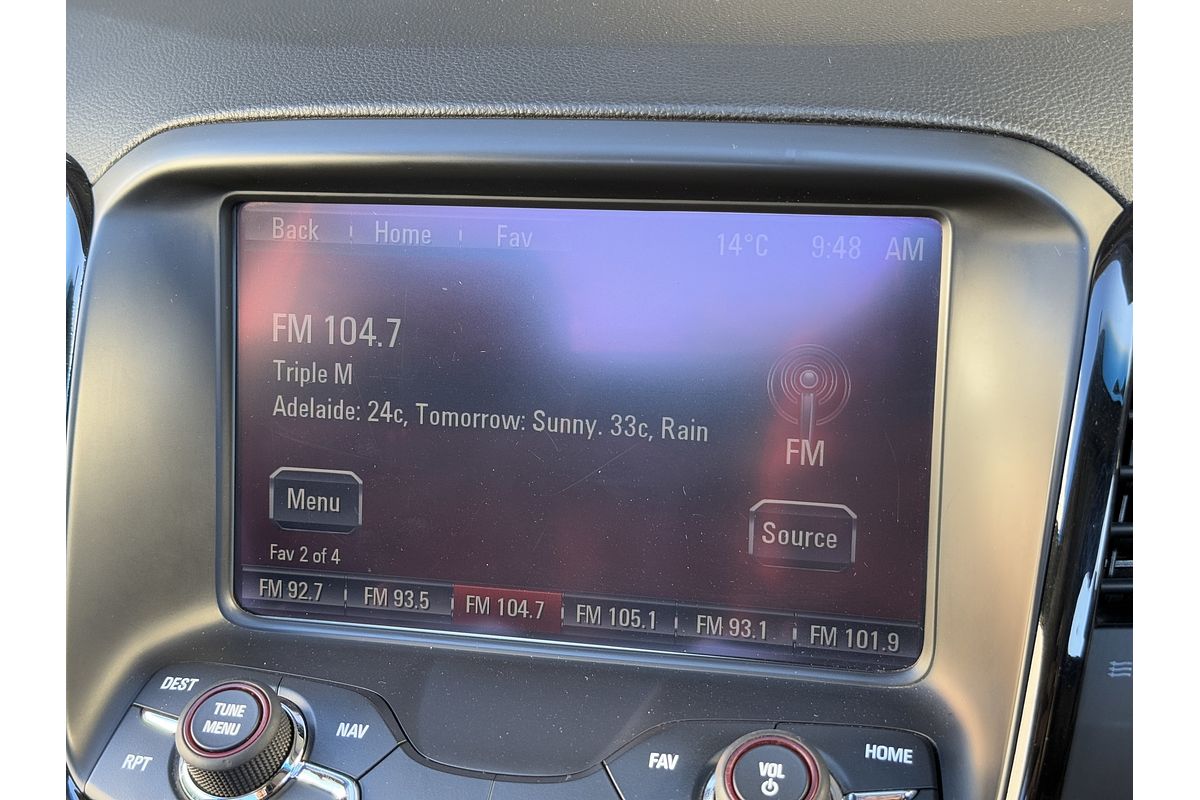 Back Home Fav 14°C 9:48 AM
FM 104.7
Triple M
Adelaide: 24c, Tomorrow: Sunny. 33c, Rain
FM
Menu
Source
Fav 2 of 4
FM 92.7 FM 93.5 FM 104.7 FM 105.1 FM 93.1 FM 101.9
DEST
TUNE
MENU
NAV
RPT
FAV
VOL
HOME